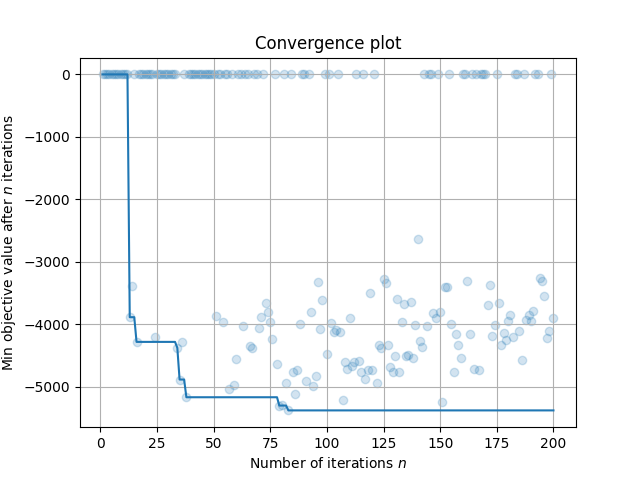 Convergence plot
Min objective value after n iterations
0
−1000
−2000
−3000
−4000
−5000
0 25 50 75 100 125 150 175 200
Number of iterations n